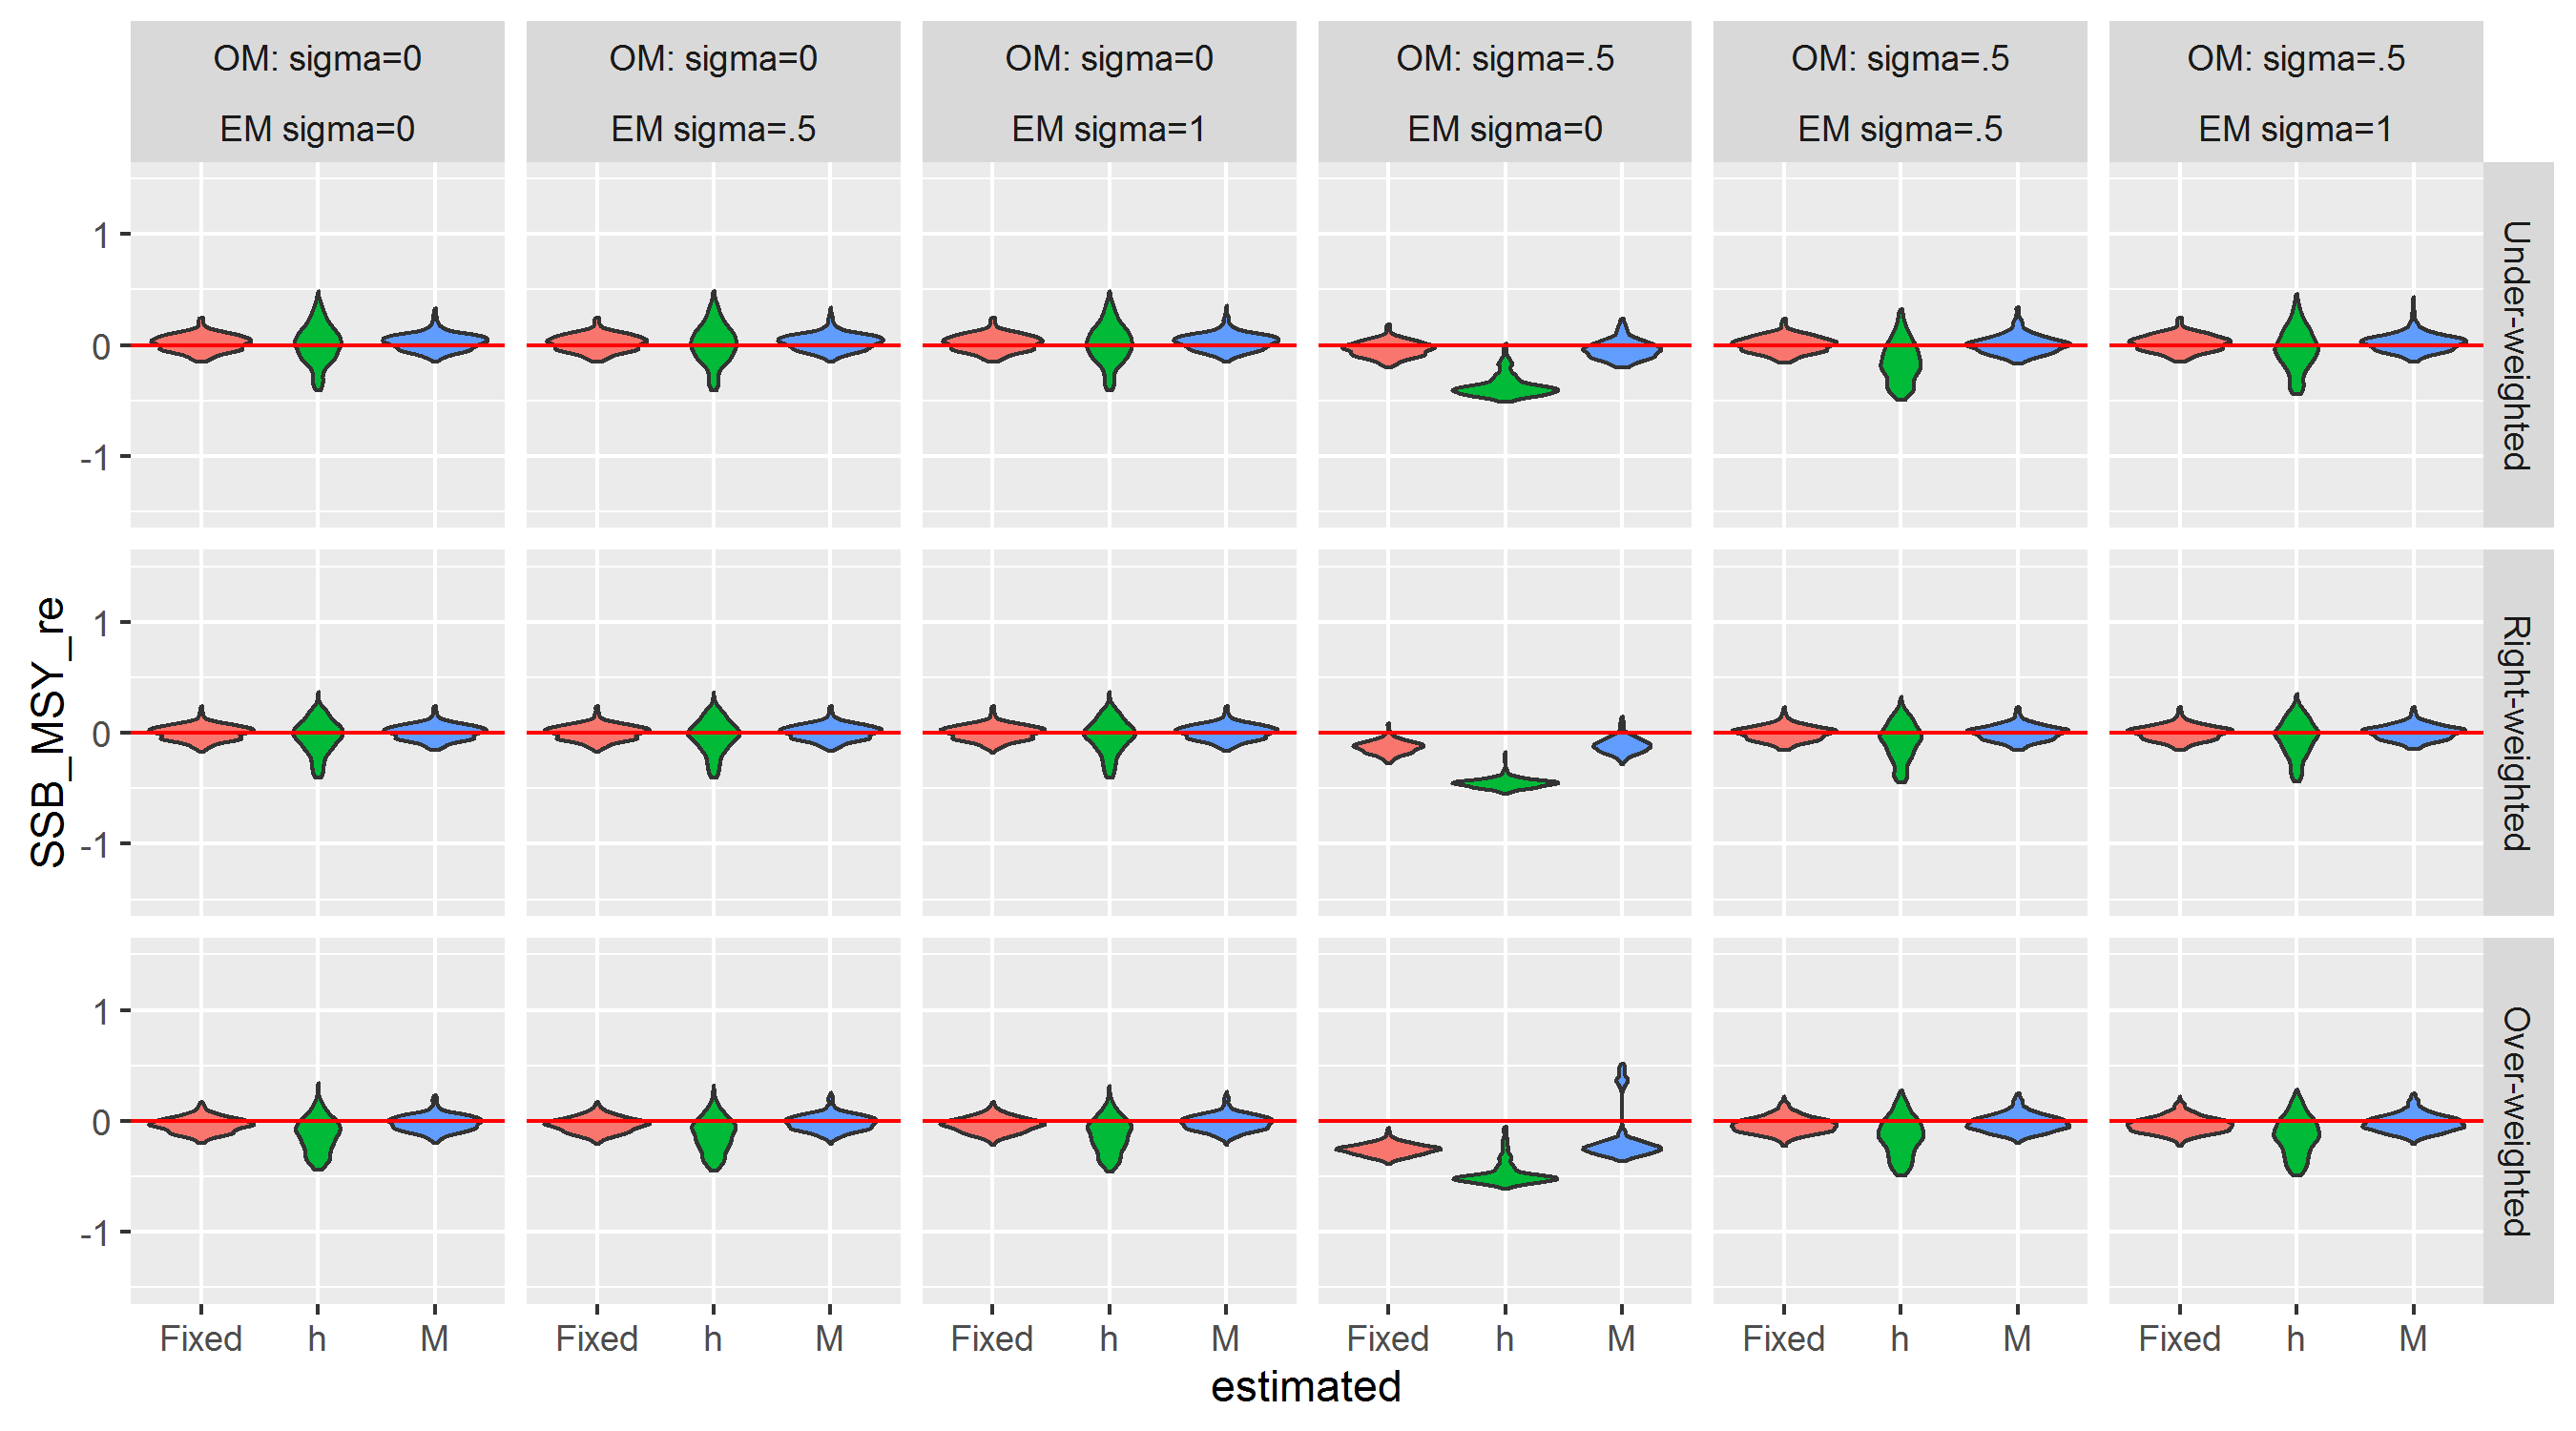 OM: sigma=0
EM sigma=0
OM: sigma=0
EM sigma=.5
OM: sigma=0
EM sigma=1
OM: sigma=.5
EM sigma=0
OM: sigma=.5
EM sigma=.5
OM: sigma=.5
EM sigma=1
1
0
-1
Under-weighted
1
0
-1
Right-weighted
1
0
-1
Over-weighted
SSB_MSY_re
Fixed h M
Fixed h M
Fixed h M
Fixed h M
Fixed h M
Fixed h M
estimated